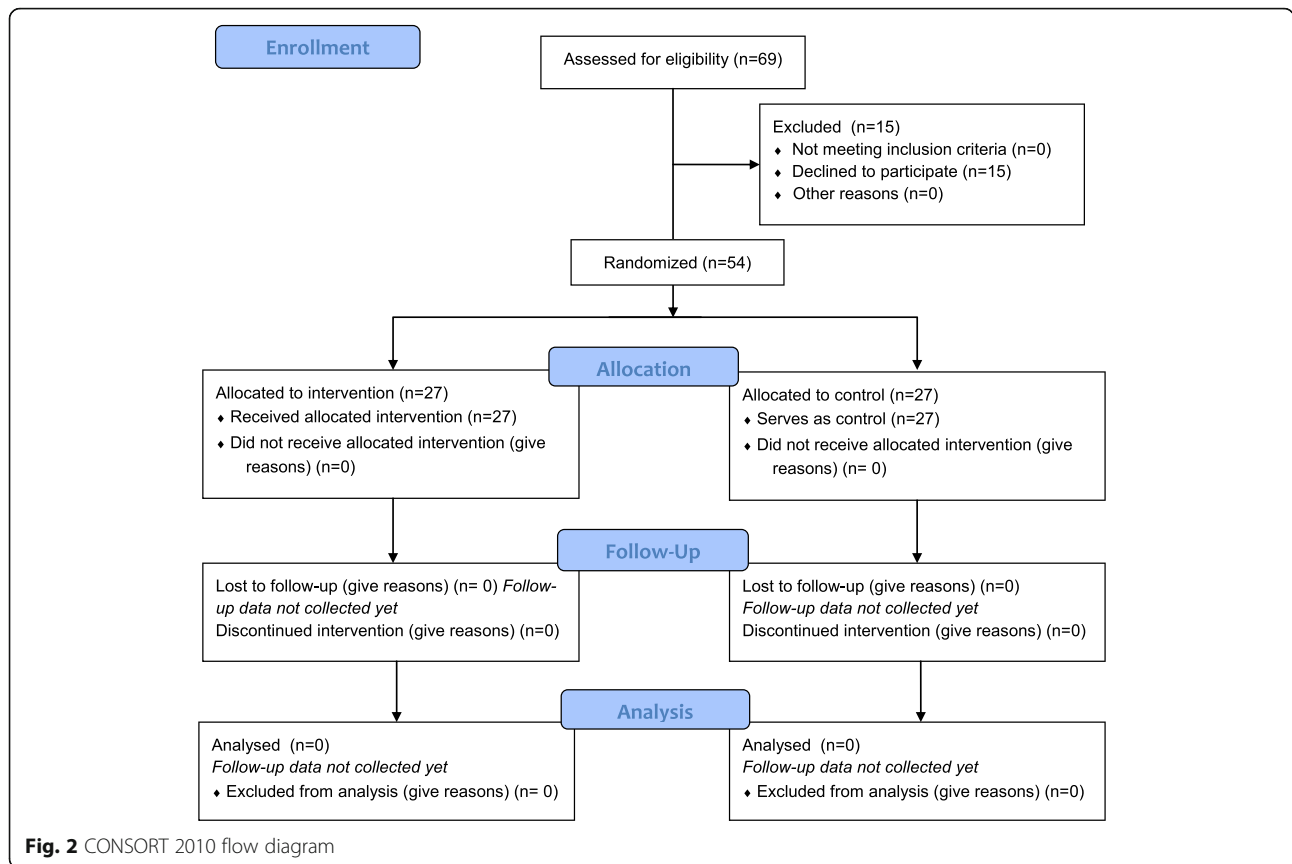 Enrollment
Assessed for eligibility (n=69)
Excluded (n=15)
♦ Not meeting inclusion criteria (n=0)
♦ Declined to participate (n=15)
♦ Other reasons (n=0)
Randomized (n=54)
Allocation
Allocated to intervention (n=27)
♦ Received allocated intervention (n=27)
♦ Did not receive allocated intervention (give
reasons) (n=0)
Allocated to control (n=27)
♦ Serves as control (n=27)
♦ Did not receive allocated intervention (give
reasons) (n= 0)
Follow-Up
Lost to follow-up (give reasons) (n= 0) Follow-
up data not collected yet
Discontinued intervention (give reasons) (n=0)
Lost to follow-up (give reasons) (n=0)
Follow-up data not collected yet
Discontinued intervention (give reasons) (n=0)
Analysis
Analysed (n=0)
Follow-up data not collected yet
♦ Excluded from analysis (give reasons) (n= 0)
Analysed (n=0)
Follow-up data not collected yet
♦ Excluded from analysis (give reasons) (n=0)
Fig. 2 CONSORT 2010 flow diagram